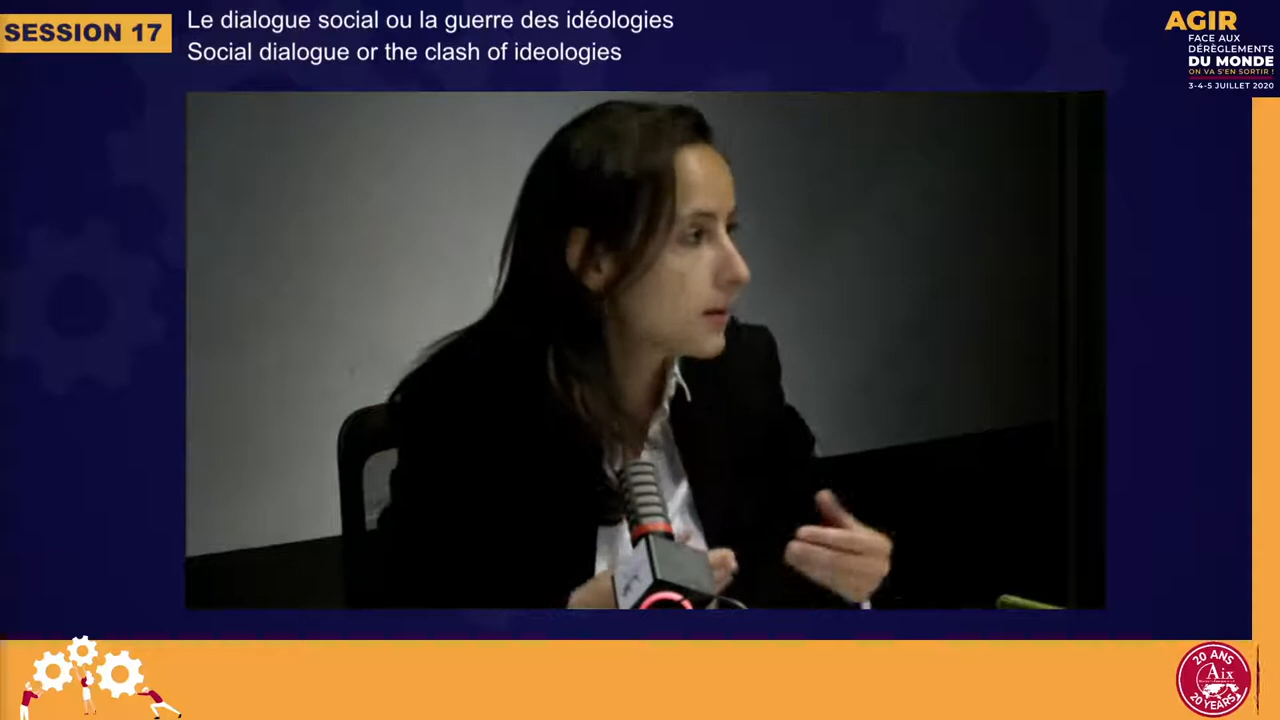 SESSION 17
Le dialogue social ou la guerre des idéologies
Social dialogue or the clash of ideologies
AGIR
FACE AUX
DÉRÈGLEMENTS
DU MONDE
ON VA S'EN SORTIR !
3-4-5 JUILLET 2020
20 ANS
Aix
20 YEARS